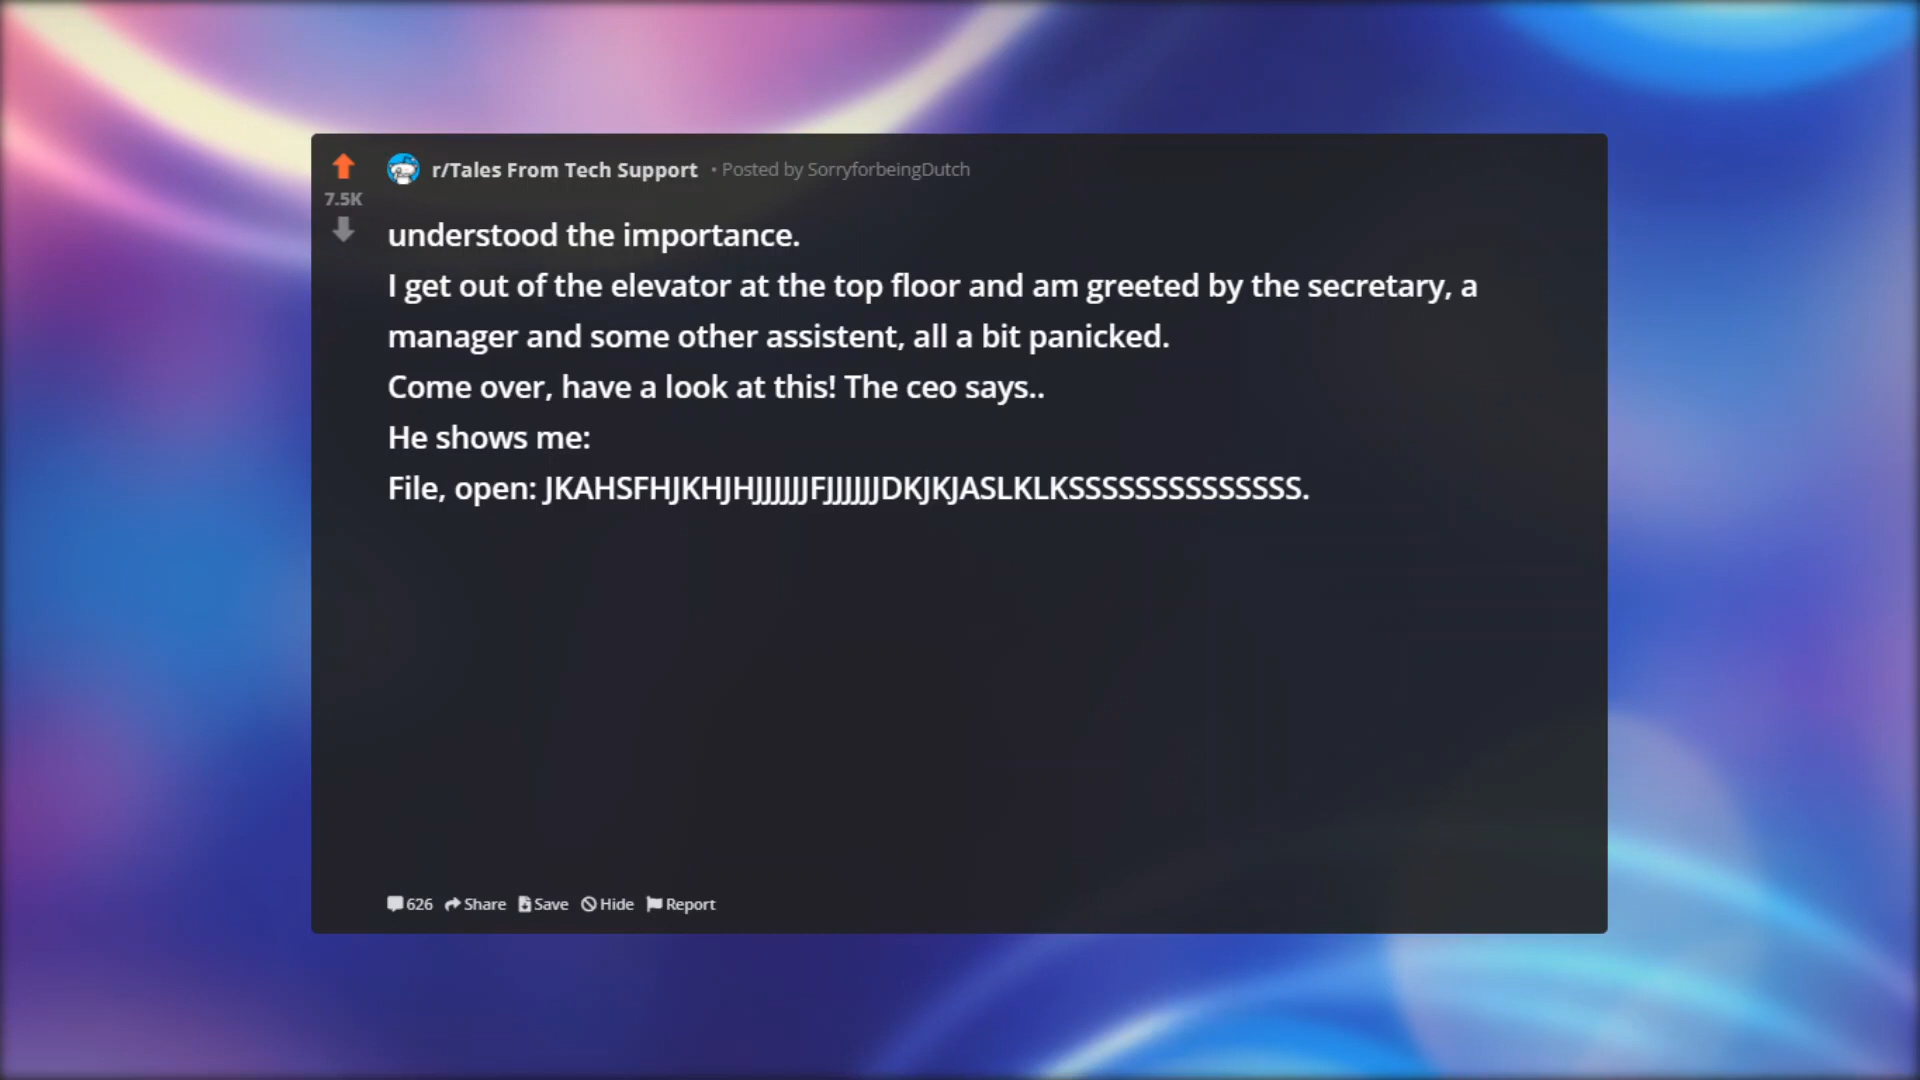 r/Tales From Tech Support • Posted by SorryforbeingDutch
7.5K
understood the importance.
I get out of the elevator at the top floor and am greeted by the secretary, a
manager and some other assistent, all a bit panicked.
Come over, have a look at this! The ceo says..
He shows me:
File, open: JKAHSFHJKHJHJJJJJJFJJJJJJDKJKJASLKLKSSSSSSSSSSSSSS.
626 Share Save Hide Report